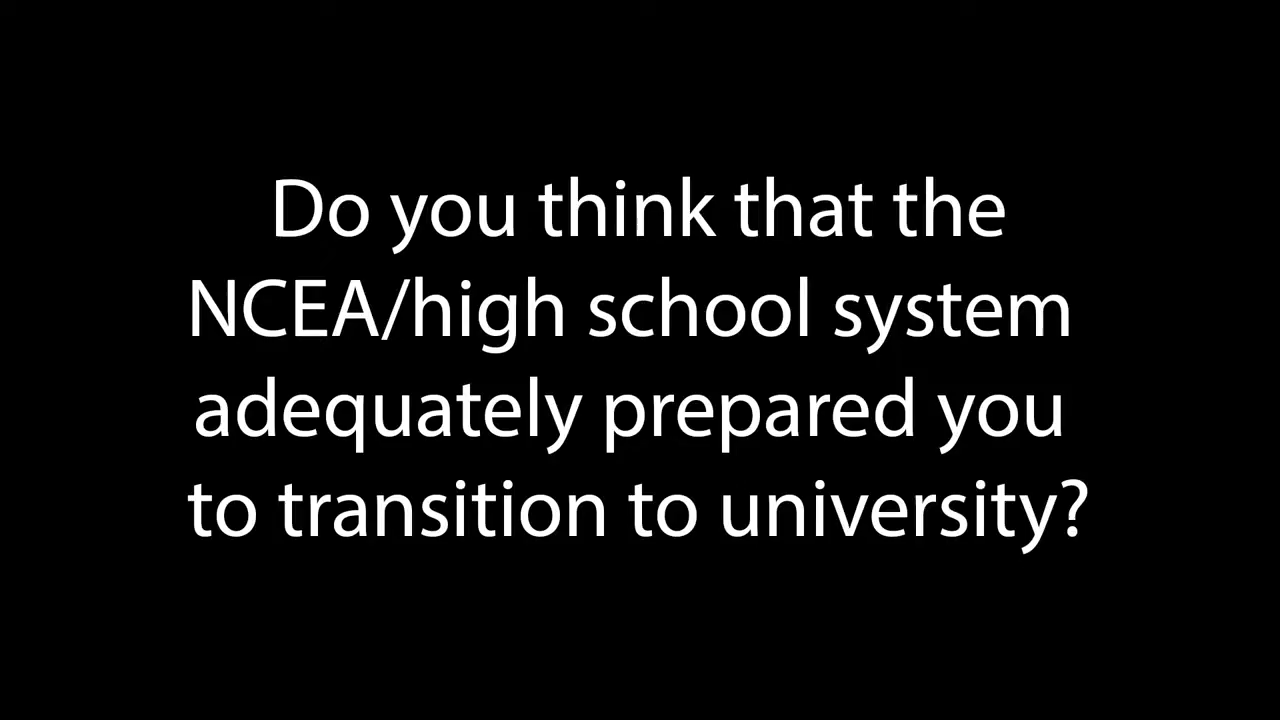 Do you think that the
NCEA/high school system
adequately prepared you
to transition to university?